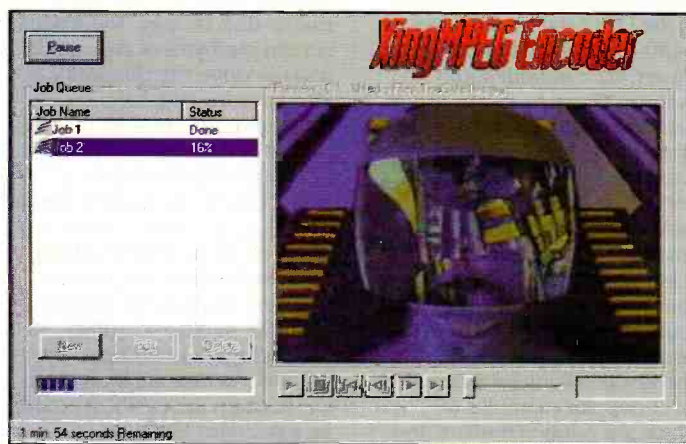 Pause
XingMPEG Encoder
Job Queue
Job Name Status
Job 1 Done
Job 2 16%
New Delete
1 min. 54 seconds Remaining